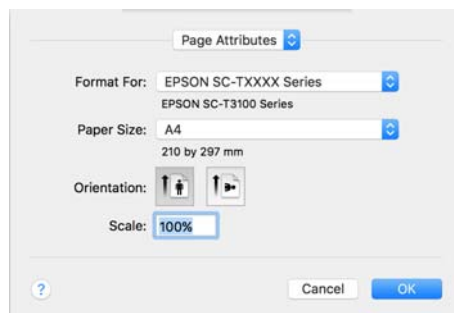 Page Attributes
Format For: EPSON SC-TXXXX Series
EPSON SC-T3100 Series
Paper Size: A4
210 by 297 mm
Orientation:
Scale: 100%
? Cancel OK